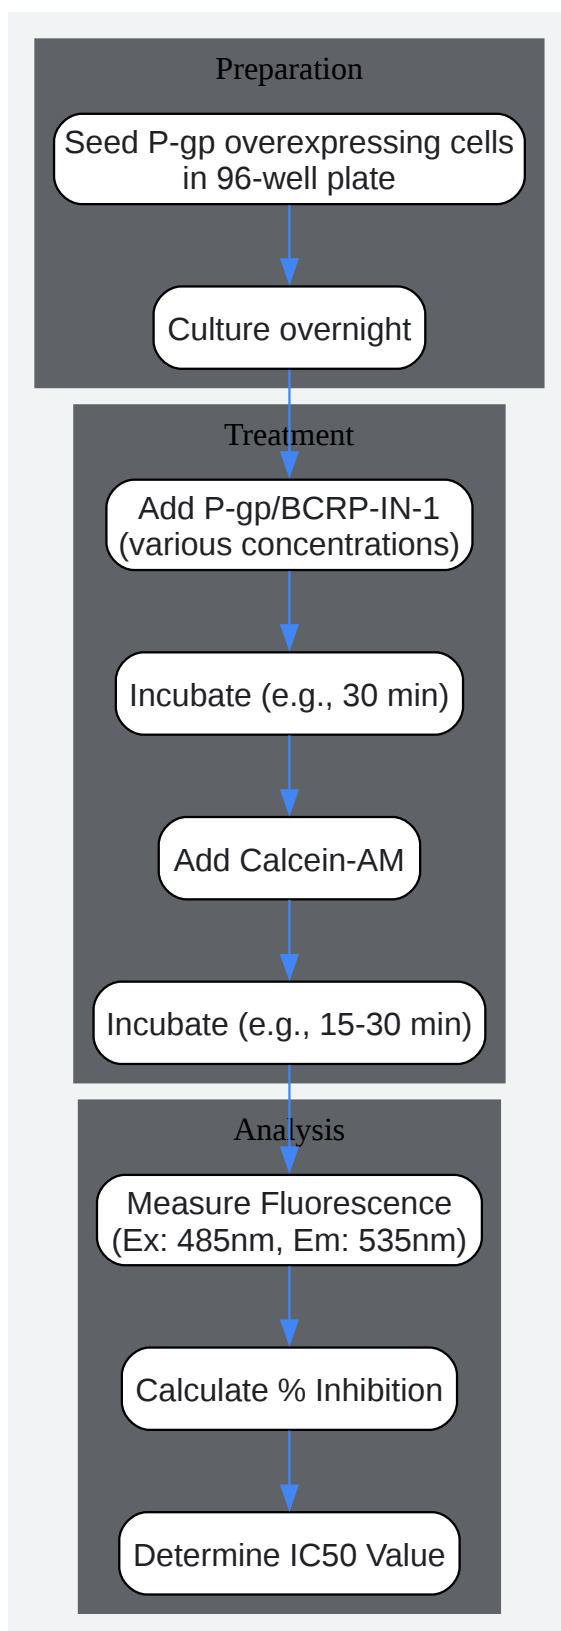 Preparation
Seed P-gp overexpressing cells
in 96-well plate
Culture overnight
Treatment
Add P-gp/BCRP-IN-1
(various concentrations)
Incubate (e.g., 30 min)
Add Calcein-AM
Incubate (e.g., 15-30 min)
Analysis
Measure Fluorescence
(Ex: 485nm, Em: 535nm)
Calculate % Inhibition
Determine IC50 Value